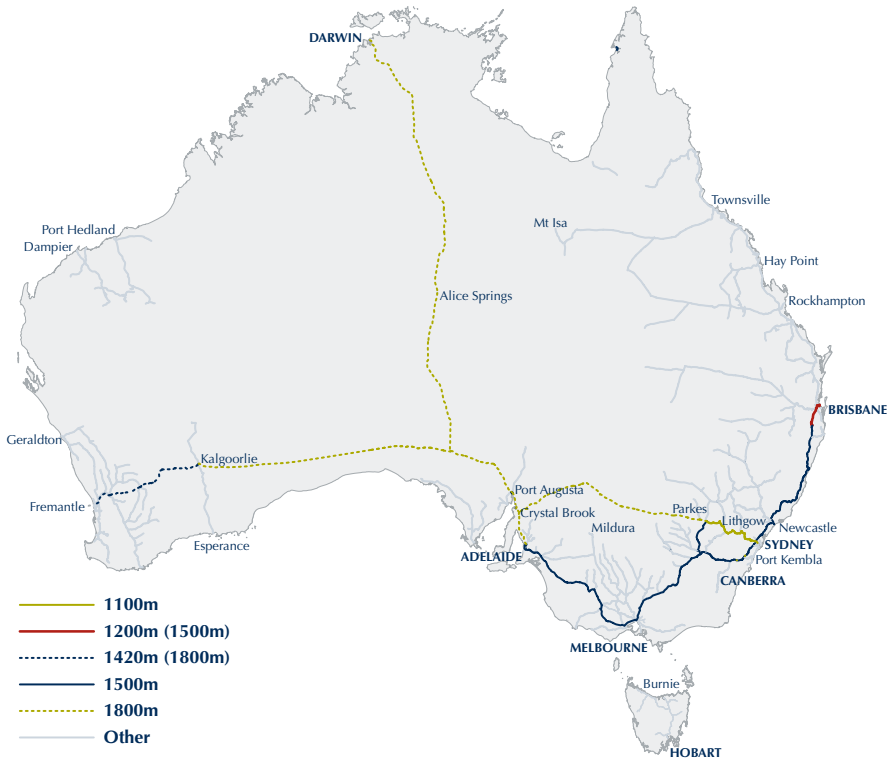 DARWIN
Townsville
Mt Isa
Port Hedland
Dampier
Hay Point
Alice Springs
Rockhampton
BRISBANE
Geraldton
Kalgoorlie
Port Augusta
Fremantle
Crystal Brook
Parkes
Lithgow
Mildura
Newcastle
Esperance
SYDNEY
ADELAIDE
Port Kembla
CANBERRA
1100m
1200m (1500m)
MELBOURNE
1420m (1800m)
1500m
Burnie
1800m
Other
HOBART